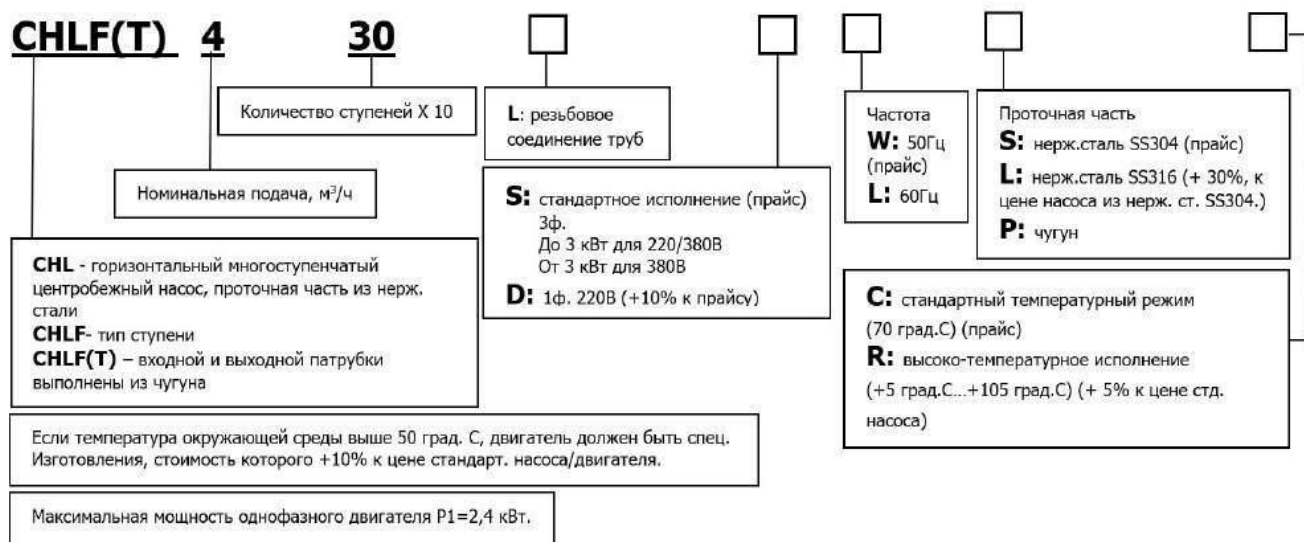 CHLF(T) 4 30
Количество ступеней X 10
Номинальная подача, м³/ч
L: резьбовое
соединение труб
Частота
W: 50Гц
(прайс)
L: 60Гц
Проточная часть
S: нерж.сталь SS304 (прайс)
L: нерж.сталь SS316 (+ 30%, к
цене насоса из нерж. ст. SS304.)
P: чугун
S: стандартное исполнение (прайс)
3ф.
До 3 кВт для 220/380В
От 3 кВт для 380В
D: 1ф. 220В (+10% к прайсу)
CHL - горизонтальный многоступенчатый
центробежный насос, проточная часть из нерж.
стали
CHLF- тип ступени
CHLF(T) – входной и выходной патрубки
выполнены из чугуна
C: стандартный температурный режим
(70 град.С) (прайс)
R: высоко-температурное исполнение
(+5 град.С...+105 град.С) (+ 5% к цене стд.
насоса)
Если температура окружающей среды выше 50 град. С, двигатель должен быть спец.
Изготовления, стоимость которого +10% к цене стандарт. насоса/двигателя.
Максимальная мощность однофазного двигателя P1=2,4 кВт.